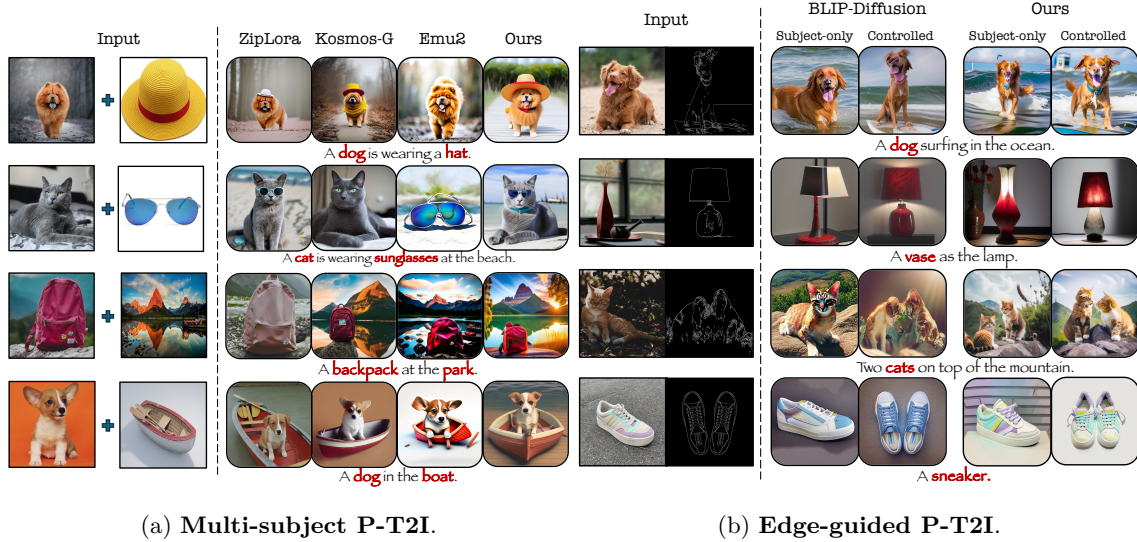 Input
ZipLora Kosmos-G Emu2 Ours
A dog is wearing a hat.
A cat is wearing sunglasses at the beach.
A backpack at the park.
A dog in the boat.
(a) Multi-subject P-T2I.
Input
BLIP-Diffusion Ours
Subject-only Controlled Subject-only Controlled
A dog surfing in the ocean.
A vase as the lamp.
Two cats on top of the mountain.
A sneaker.
(b) Edge-guided P-T2I.